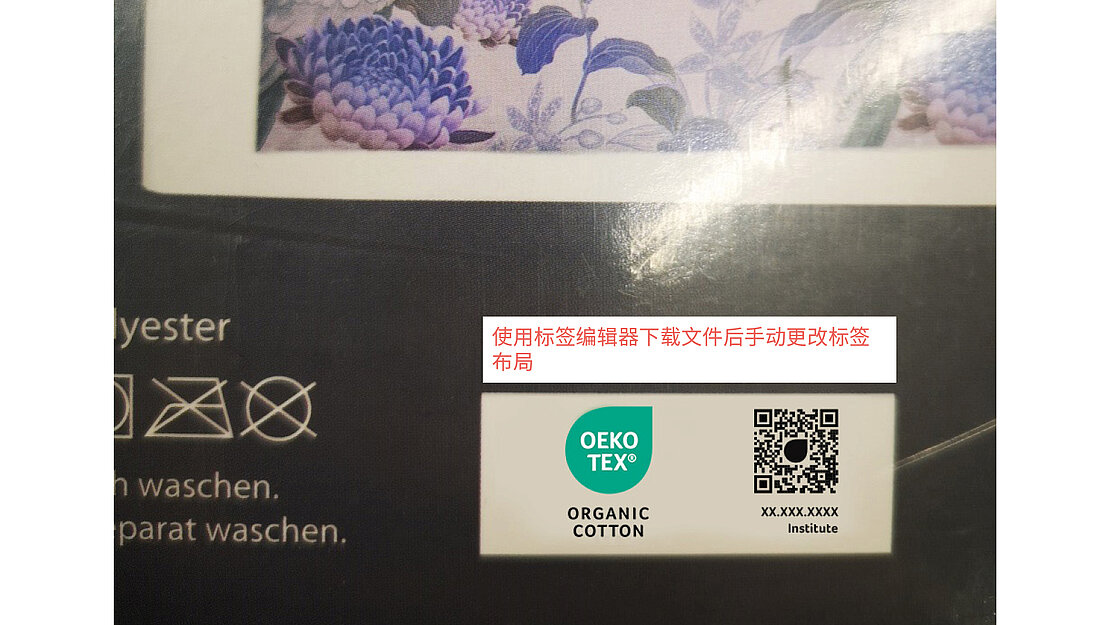 lyester
h waschen.
eparat waschen.
使用标签编辑器下载文件后手动更改标签
布局
OEKO
TEX®
ORGANIC
COTTON
XX.XXX.XXXX
Institute